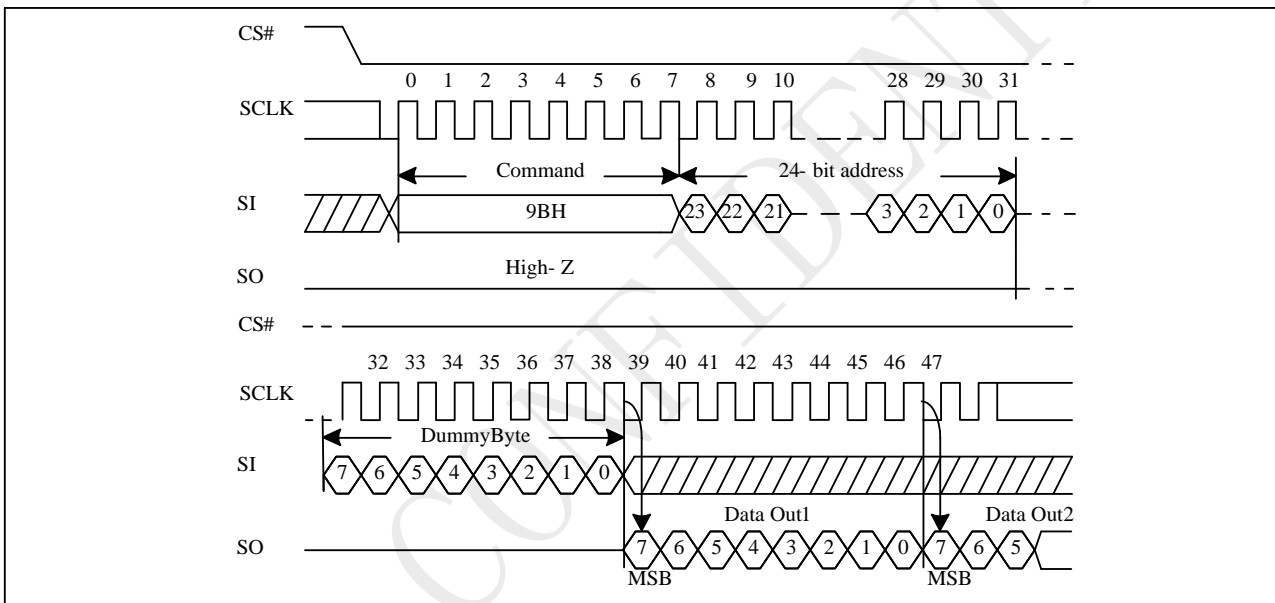 CS#
0 1 2 3 4 5 6 7 8 9 10 28 29 30 31
SCLK
Command 24- bit address
SI 9BH 23 22 21 3 2 1 0
SO High- Z
CS#
32 33 34 35 36 37 38 39 40 41 42 43 44 45 46 47
SCLK
DummyByte
SI 7 6 5 4 3 2 1 0
Data Out1 Data Out2
SO 7 6 5 4 3 2 1 0 7 6 5
MSB MSB
CONFIDENT